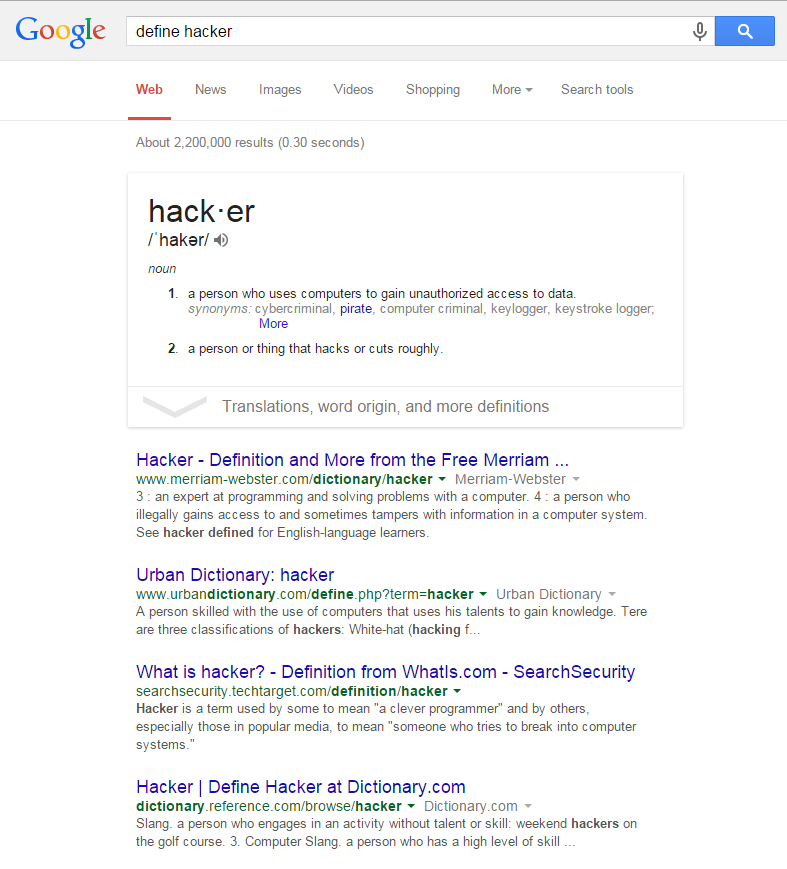 Google
define hacker
Web News Images Videos Shopping More Search tools
About 2,200,000 results (0.30 seconds)
hack·er
/ˈhakər/
noun
1. a person who uses computers to gain unauthorized access to data.
synonyms: cybercriminal, pirate, computer criminal, keylogger, keystroke logger;
More
2. a person or thing that hacks or cuts roughly.
Translations, word origin, and more definitions
Hacker - Definition and More from the Free Merriam ...
www.merriam-webster.com/dictionary/hacker Merriam-Webster
3 : an expert at programming and solving problems with a computer. 4 : a person who
illegally gains access to and sometimes tampers with information in a computer system.
See hacker defined for English-language learners.
Urban Dictionary: hacker
www.urbandictionary.com/define.php?term=hacker Urban Dictionary
A person skilled with the use of computers that uses his talents to gain knowledge. Tere
are three classifications of hackers: White-hat (hacking f...
What is hacker? - Definition from WhatIs.com - SearchSecurity
searchsecurity.techtarget.com/definition/hacker
Hacker is a term used by some to mean "a clever programmer" and by others,
especially those in popular media, to mean "someone who tries to break into computer
systems."
Hacker | Define Hacker at Dictionary.com
dictionary.reference.com/browse/hacker Dictionary.com
Slang. a person who engages in an activity without talent or skill: weekend hackers on
the golf course. 3. Computer Slang. a person who has a high level of skill ...